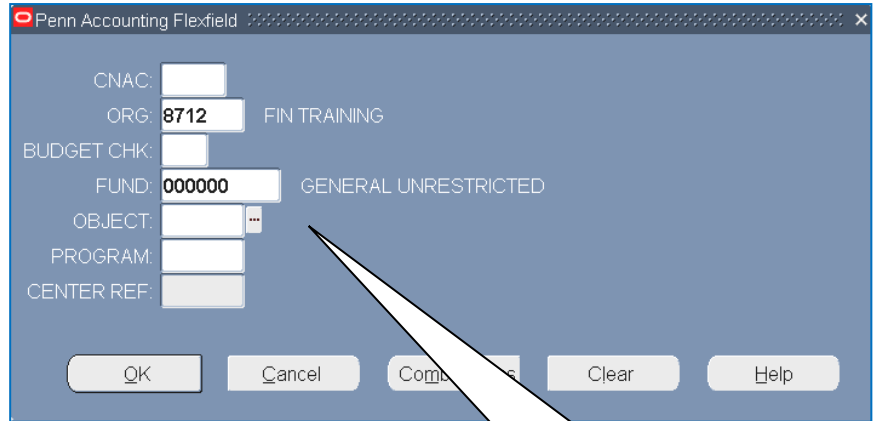 Penn Accounting Flexfield
CNAC:
ORG: 8712 FIN TRAINING
BUDGET CHK:
FUND: 000000 GENERAL UNRESTRICTED
OBJECT: ...
PROGRAM:
CENTER REF:
OK Cancel Clear Help